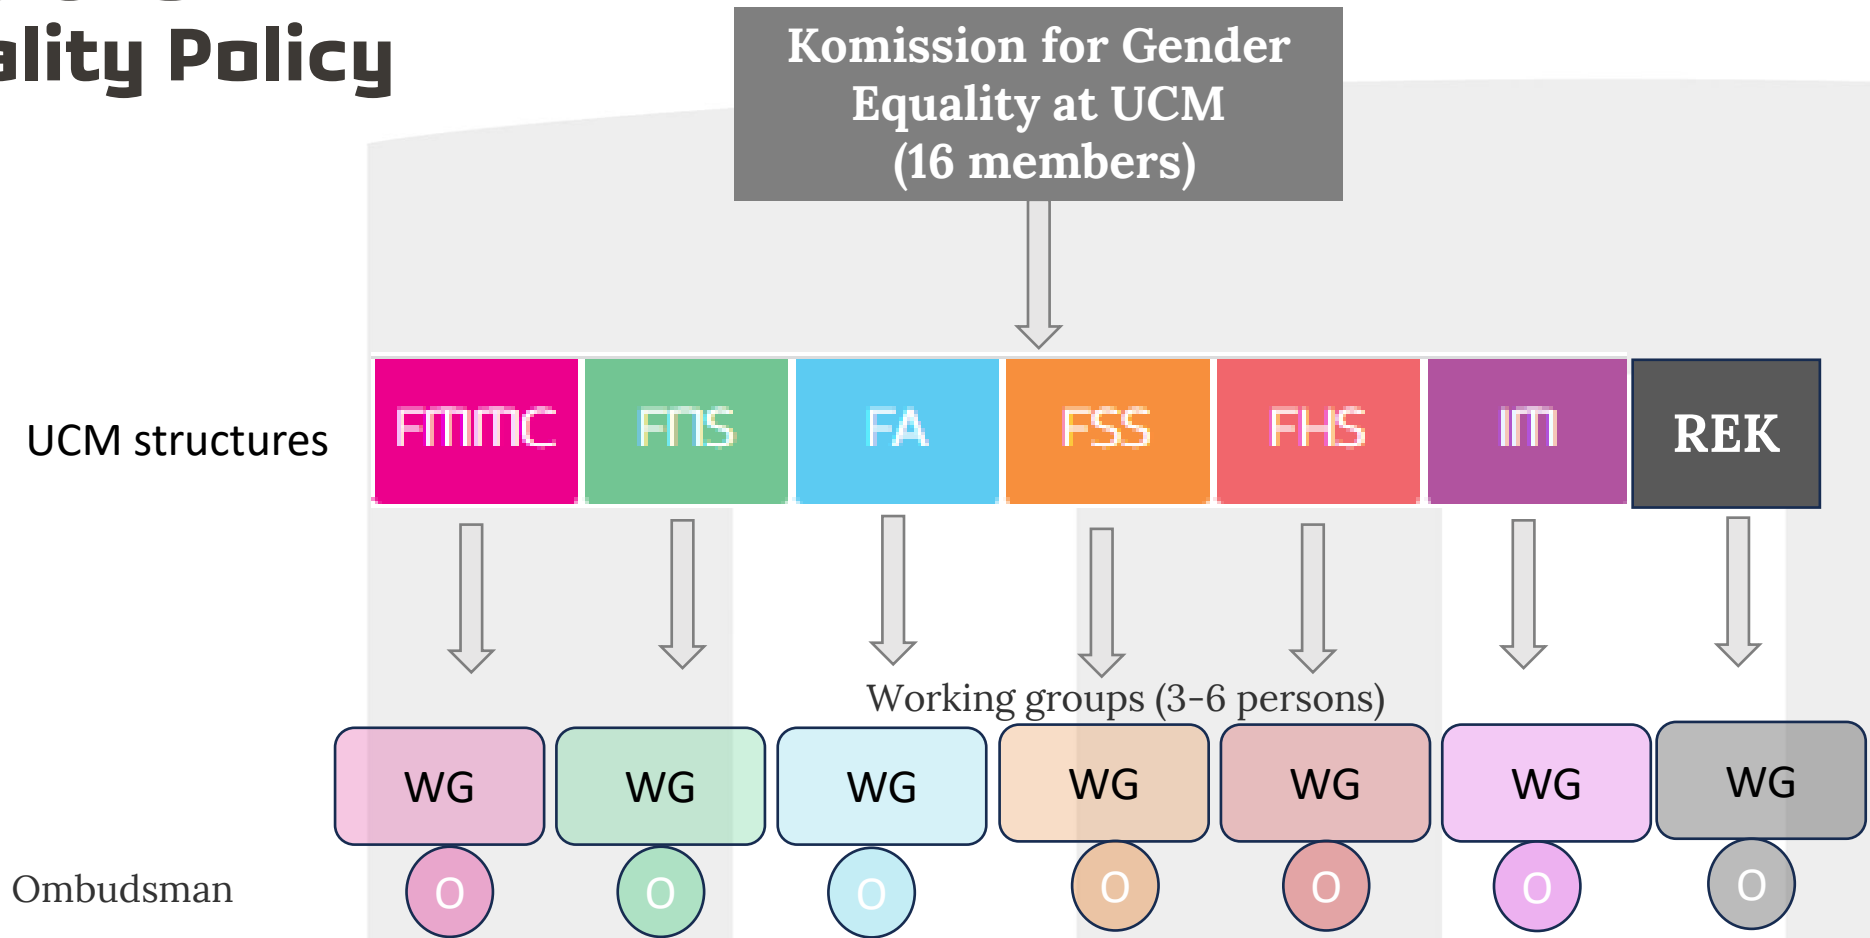 ality Policy
Komission for Gender
Equality at UCM
(16 members)
UCM structures
FMMC
FNS
FA
FSS
FHS
IM
REK
Working groups (3-6 persons)
WG
WG
WG
WG
WG
WG
WG
Ombudsman
O
O
O
O
O
O
O